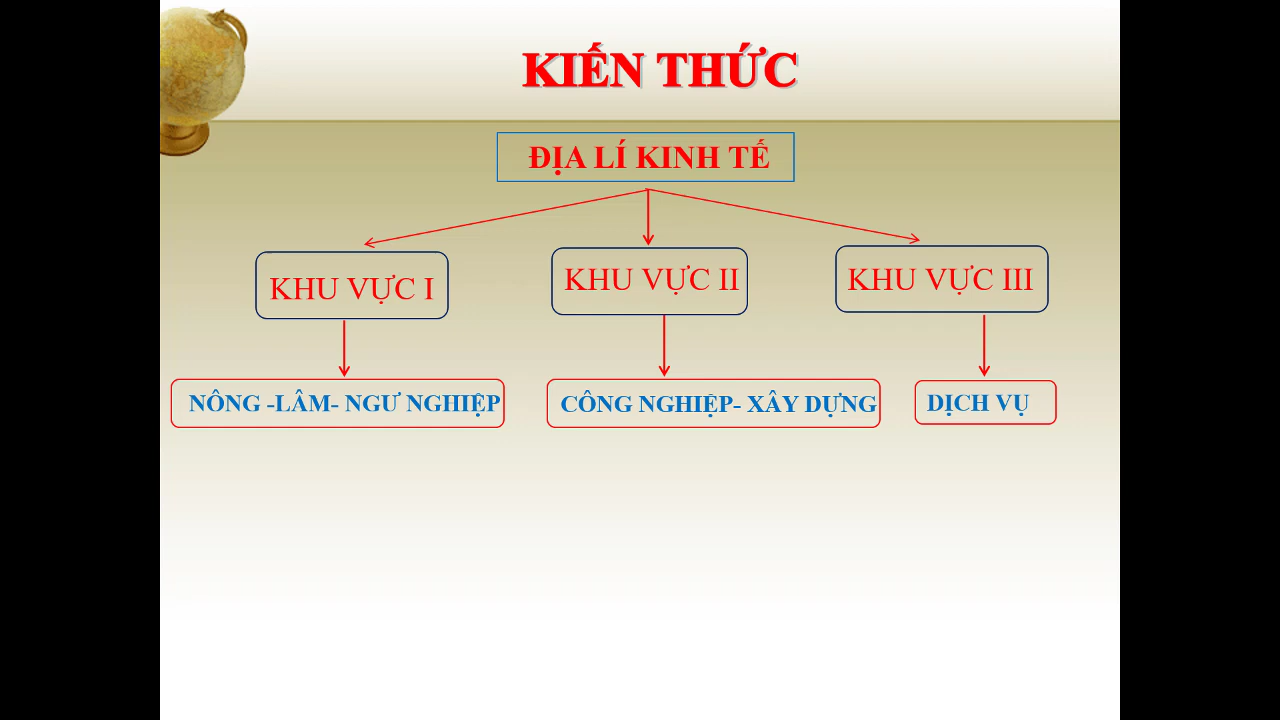 KIẾN THỨC
ĐỊA LÍ KINH TẾ
KHU VỰC I
KHU VỰC II
KHU VỰC III
NÔNG -LÂM- NGƯ NGHIỆP
CÔNG NGHIỆP- XÂY DỰNG
DỊCH VỤ